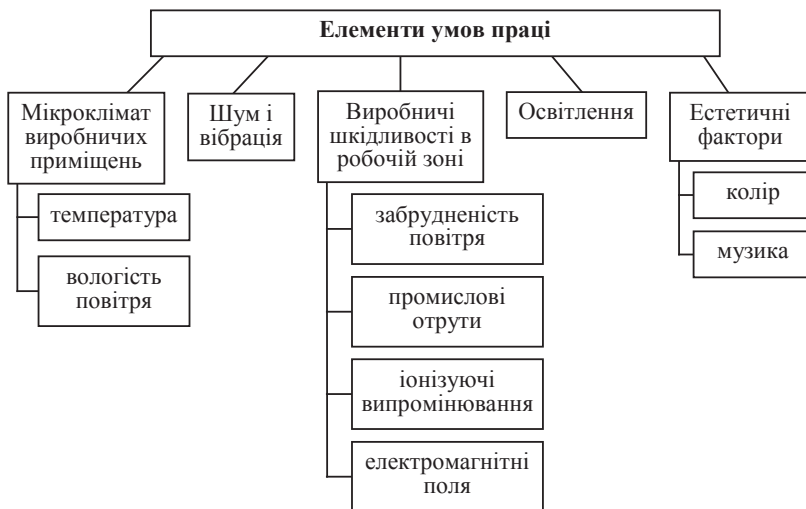 Елементи умов праці
Мікроклімат
виробничих
приміщень
температура
вологість
повітря
Шум і
вібрація
Виробничі
шкідливості в
робочій зоні
забрудненість
повітря
промислові
отрути
іонізуючі
випромінювання
електромагнітні
поля
Освітлення
Естетичні
фактори
колір
музика